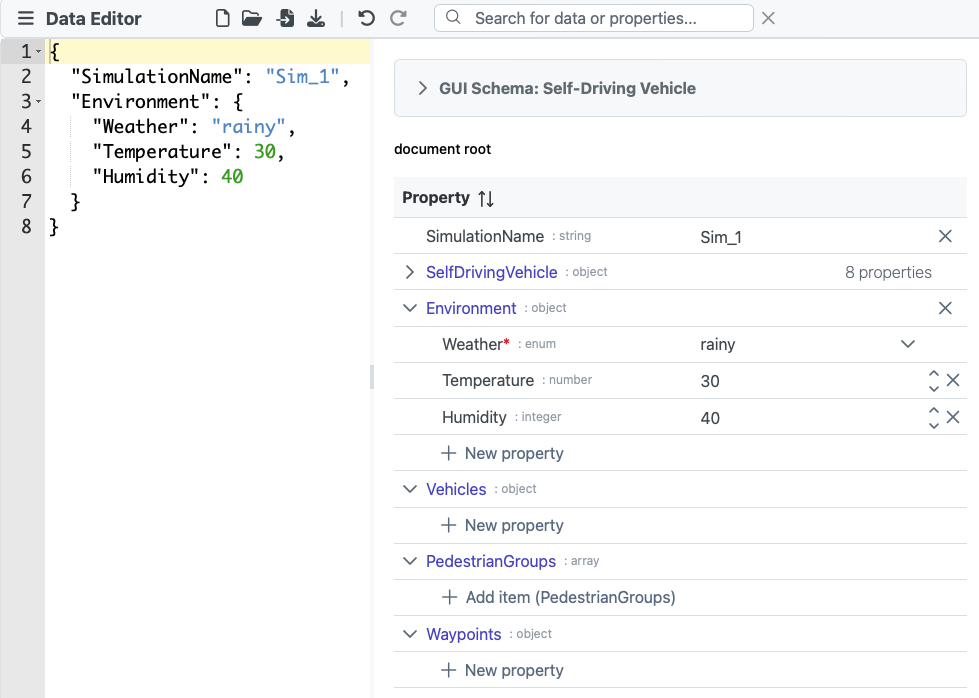 Data Editor
Search for data or properties...
1 {
2 "SimulationName": "Sim_1",
3 "Environment": {
4 "Weather": "rainy",
5 "Temperature": 30,
6 "Humidity": 40
7 }
8 }
GUI Schema: Self-Driving Vehicle
document root
Property
SimulationName : string Sim_1
SelfDrivingVehicle : object 8 properties
Environment : object
Weather* : enum rainy
Temperature : number 30
Humidity : integer 40
New property
Vehicles : object
New property
PedestrianGroups : array
Add item (PedestrianGroups)
Waypoints : object
New property